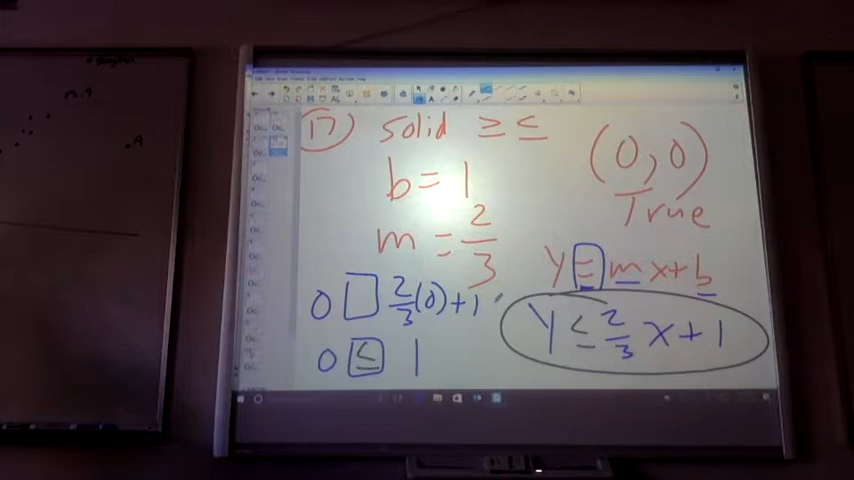 17) solid ≥ ≤
b = 1
m = 2/3
(0,0)
True
y = mx+b
0 □ 2/3(0)+1
0 ≤ 1
y ≤ 2/3 x + 1
A